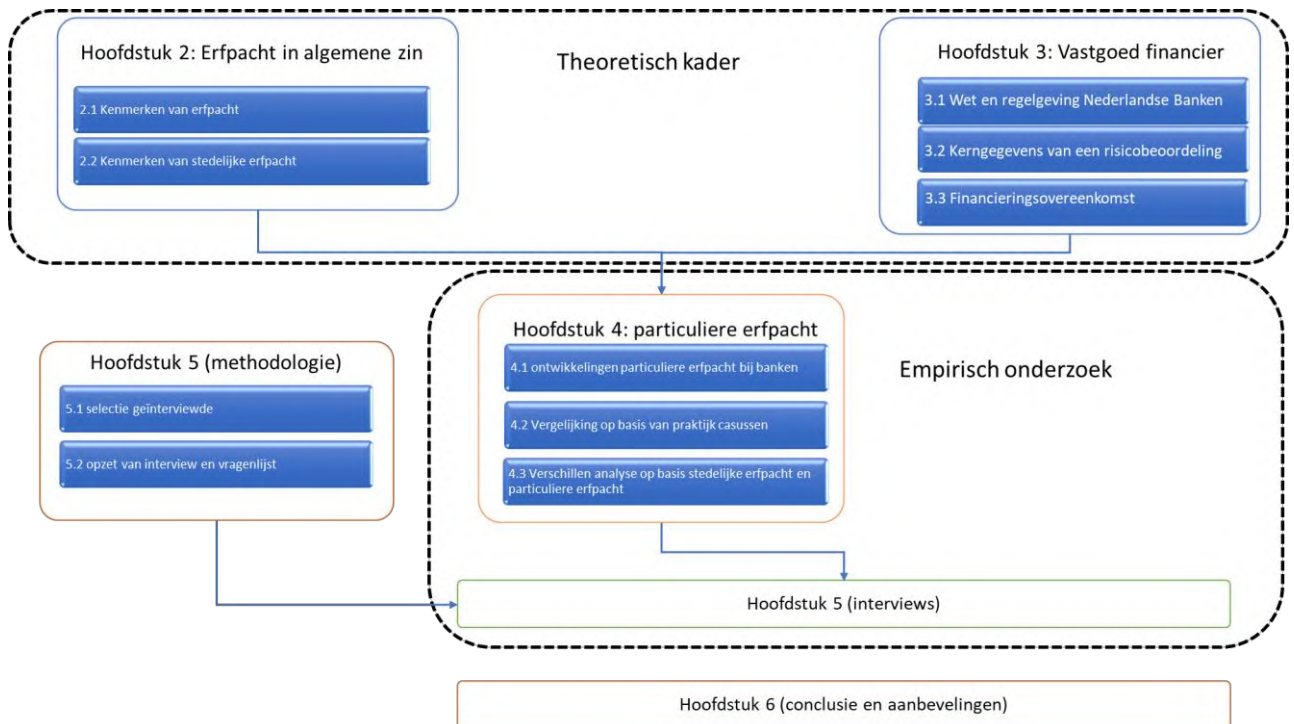 Hoofdstuk 2: Erfpacht in algemene zin
2.1 Kenmerken van erfpacht
2.2 Kenmerken van stedelijke erfpacht
Theoretisch kader
Hoofdstuk 3: Vastgoed financier
3.1 Wet en regelgeving Nederlandse Banken
3.2 Kerngegevens van een risicobeoordeling
3.3 Financieringsovereenkomst
Hoofdstuk 4: particuliere erfpacht
4.1 ontwikkelingen particuliere erfpacht bij banken
4.2 Vergelijking op basis van praktijk casussen
4.3 Verschillen analyse op basis stedelijke erfpacht en
particuliere erfpacht
Empirisch onderzoek
Hoofdstuk 5 (methodologie)
5.1 selectie geïnterviewde
5.2 opzet van interview en vragenlijst
Hoofdstuk 5 (interviews)
Hoofdstuk 6 (conclusie en aanbevelingen)